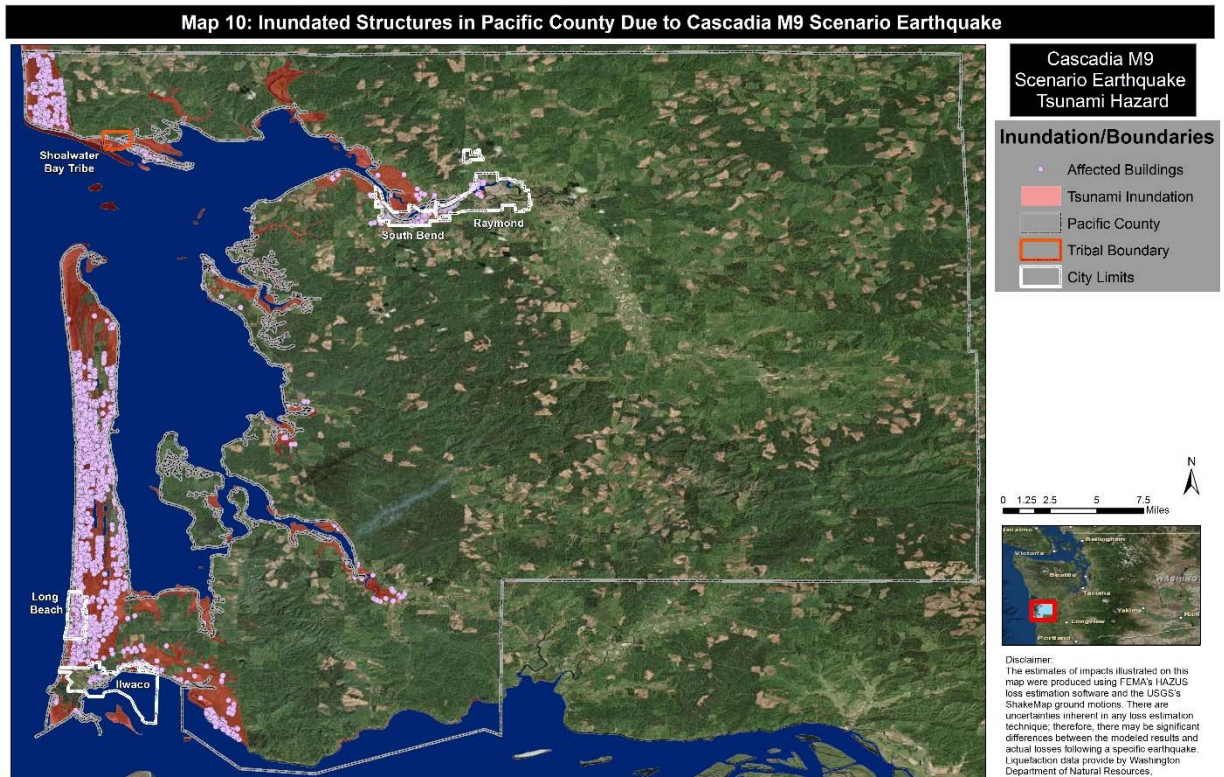 Map 10: Inundated Structures in Pacific County Due to Cascadia M9 Scenario Earthquake
Cascadia M9
Scenario Earthquake
Tsunami Hazard
Inundation/Boundaries
Affected Buildings
Tsunami Inundation
Pacific County
Tribal Boundary
City Limits
Shoalwater
Bay Tribe
South Bend
Raymond
Long
Beach
Ilwaco
N
0 1.25 2.5 5 7.5
Miles
Bellingham
Victoria
Seattle
Tacoma
WASHING
Yakima
Longview
Portland
Disclaimer:
The estimates of impacts illustrated on this
map were produced using FEMA's HAZUS
loss estimation software and the USGS's
ShakeMap ground motions. There are
uncertainties inherent in any loss estimation
technique; therefore, there may be significant
differences between the modeled results and
actual losses following a specific earthquake.
Liquefaction data provide by Washington
Department of Natural Resources,